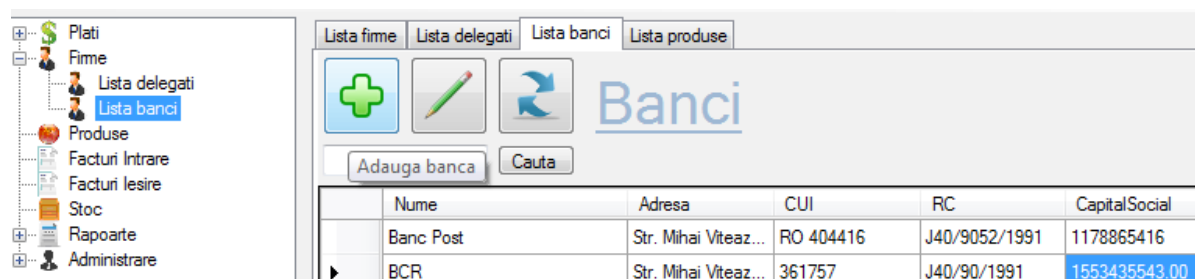 Plati
Firme
Lista delegati
Lista banci
Produse
Facturi Intrare
Facturi Iesire
Stoc
Rapoarte
Administrare
Lista firme Lista delegati Lista banci Lista produse
Banci
Adauga banca Cauta
Nume Adresa CUI RC CapitalSocial
Banc Post Str. Mihai Viteaz... RO 404416 J40/9052/1991 1178865416
BCR Str. Mihai Viteaz... 361757 J40/90/1991 1553435543.00